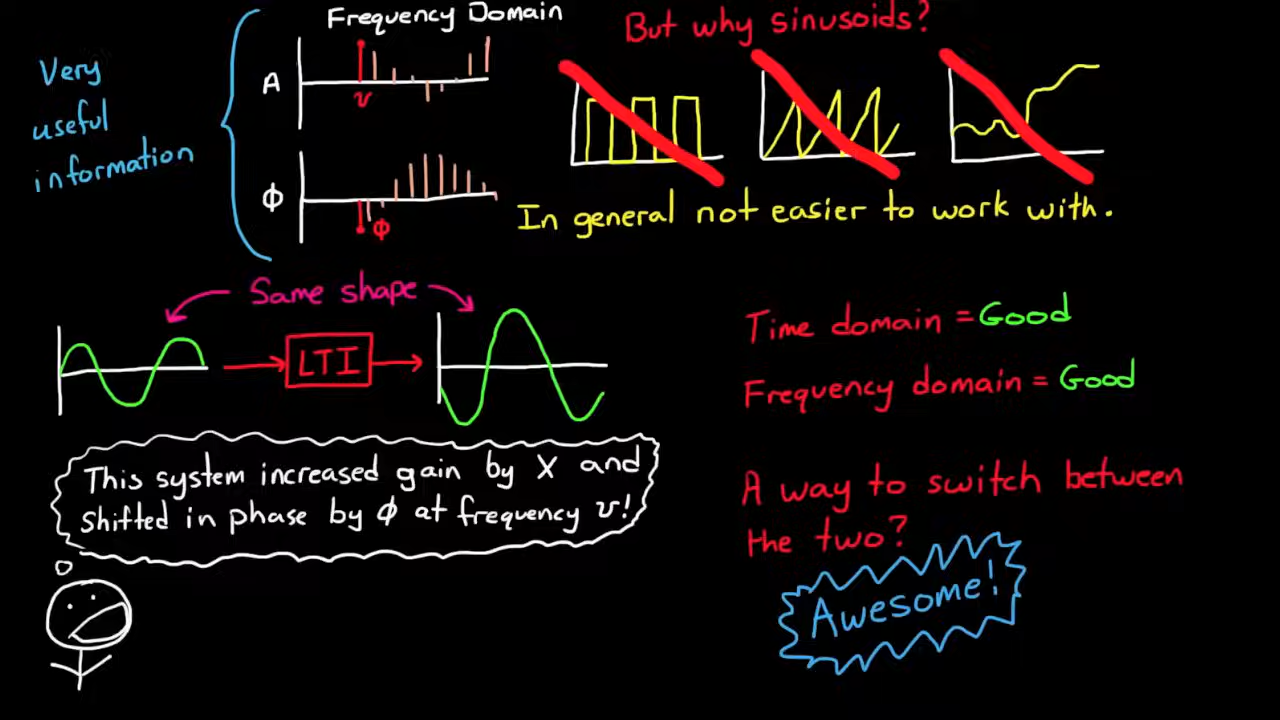 Frequency Domain
But why sinusoids?
Very
useful
information
A
v
Φ
Φ
In general not easier to work with.
Same shape
LTI
Time domain = Good
Frequency domain = Good
This system increased gain by X and
shifted in phase by Φ at frequency v!
A way to switch between
the two?
Awesome!